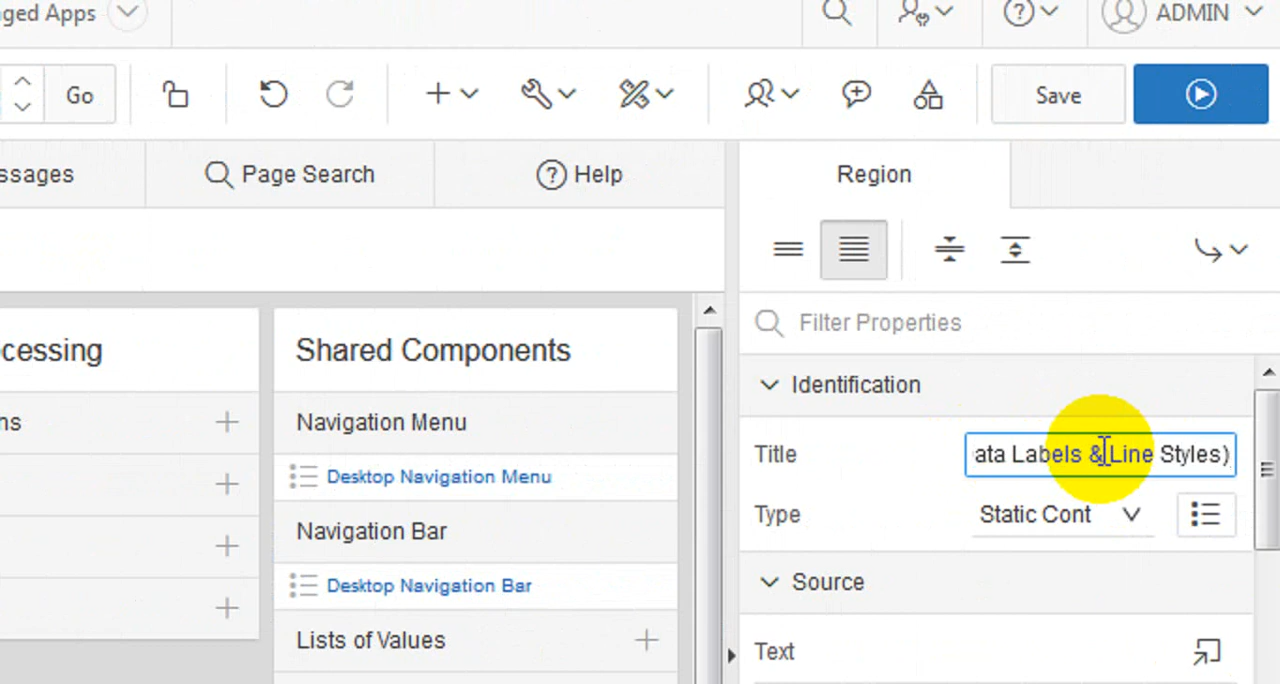 ged Apps
ADMIN
Go
Save
ssages
Page Search
Help
Region
Filter Properties
cessing
Shared Components
Identification
ns
Navigation Menu
Title
ata Labels & Line Styles)
Desktop Navigation Menu
Type
Static Cont
Navigation Bar
Desktop Navigation Bar
Source
Lists of Values
Text